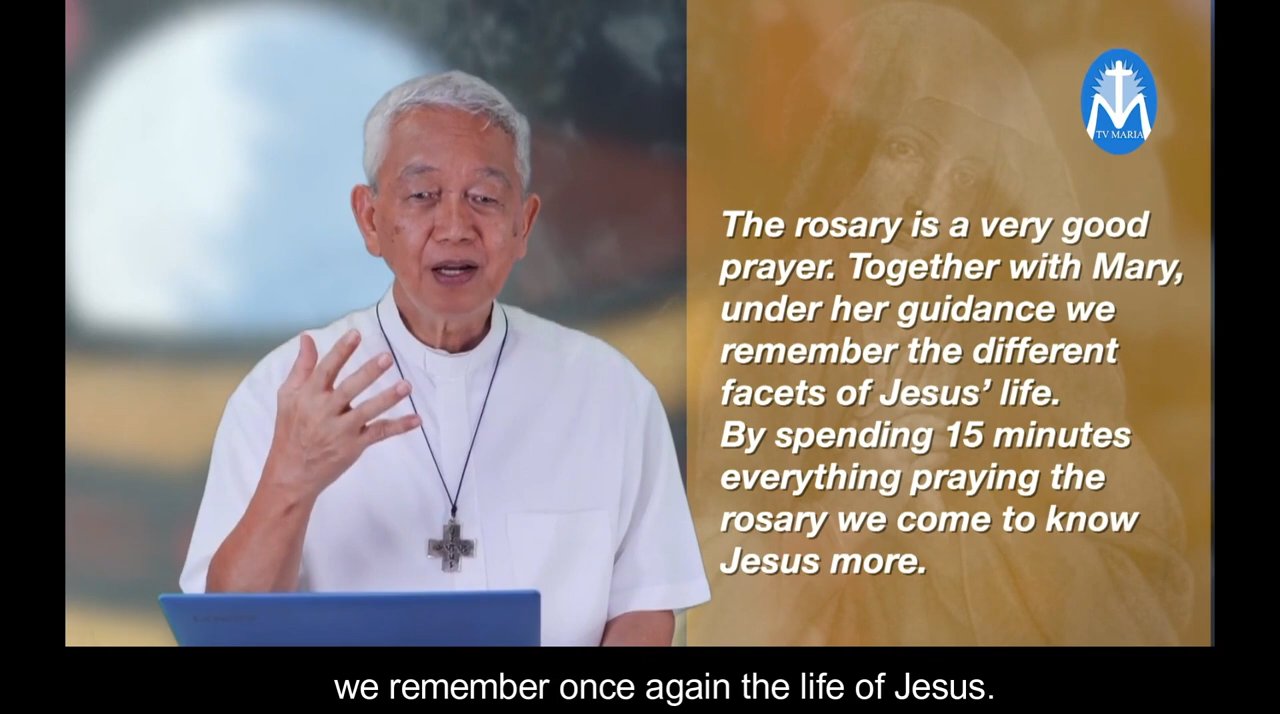 TV MARIA
The rosary is a very good
prayer. Together with Mary,
under her guidance we
remember the different
facets of Jesus’ life.
By spending 15 minutes
everything praying the
rosary we come to know
Jesus more.
we remember once again the life of Jesus.